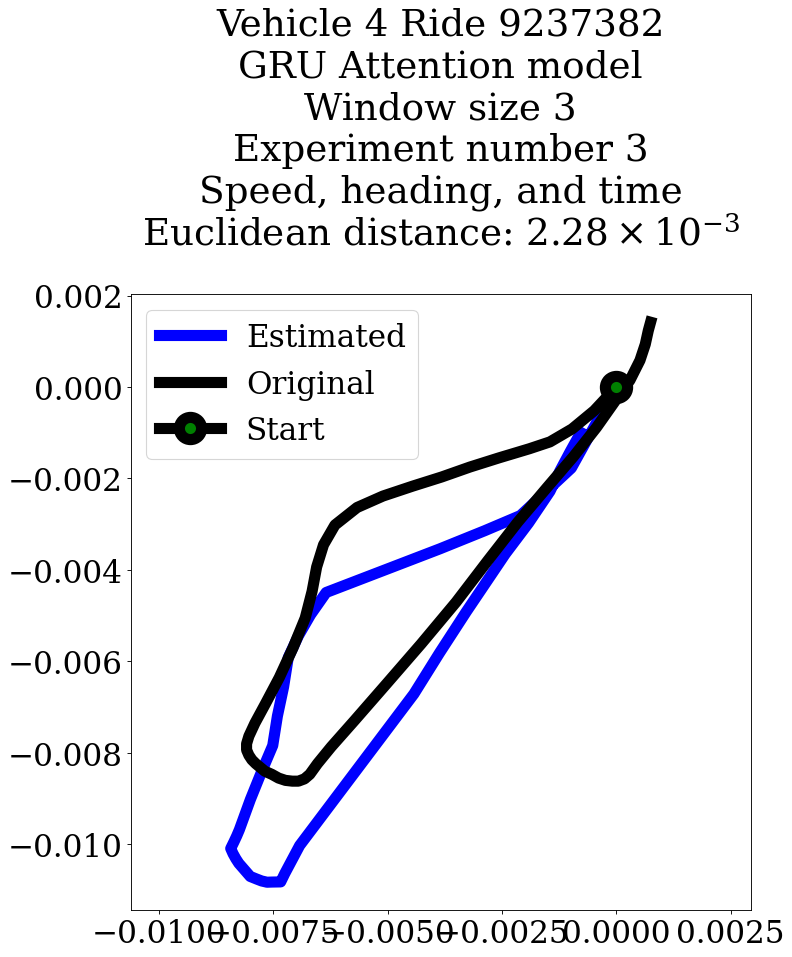 Vehicle 4 Ride 9237382
GRU Attention model
Window size 3
Experiment number 3
Speed, heading, and time
Euclidean distance: 2.28 × 10⁻³
0.002
Estimated
Original
Start
0.000
−0.002
−0.004
−0.006
−0.008
−0.010
−0.0100 −0.0075 −0.0050 −0.0025 0.0000 0.0025